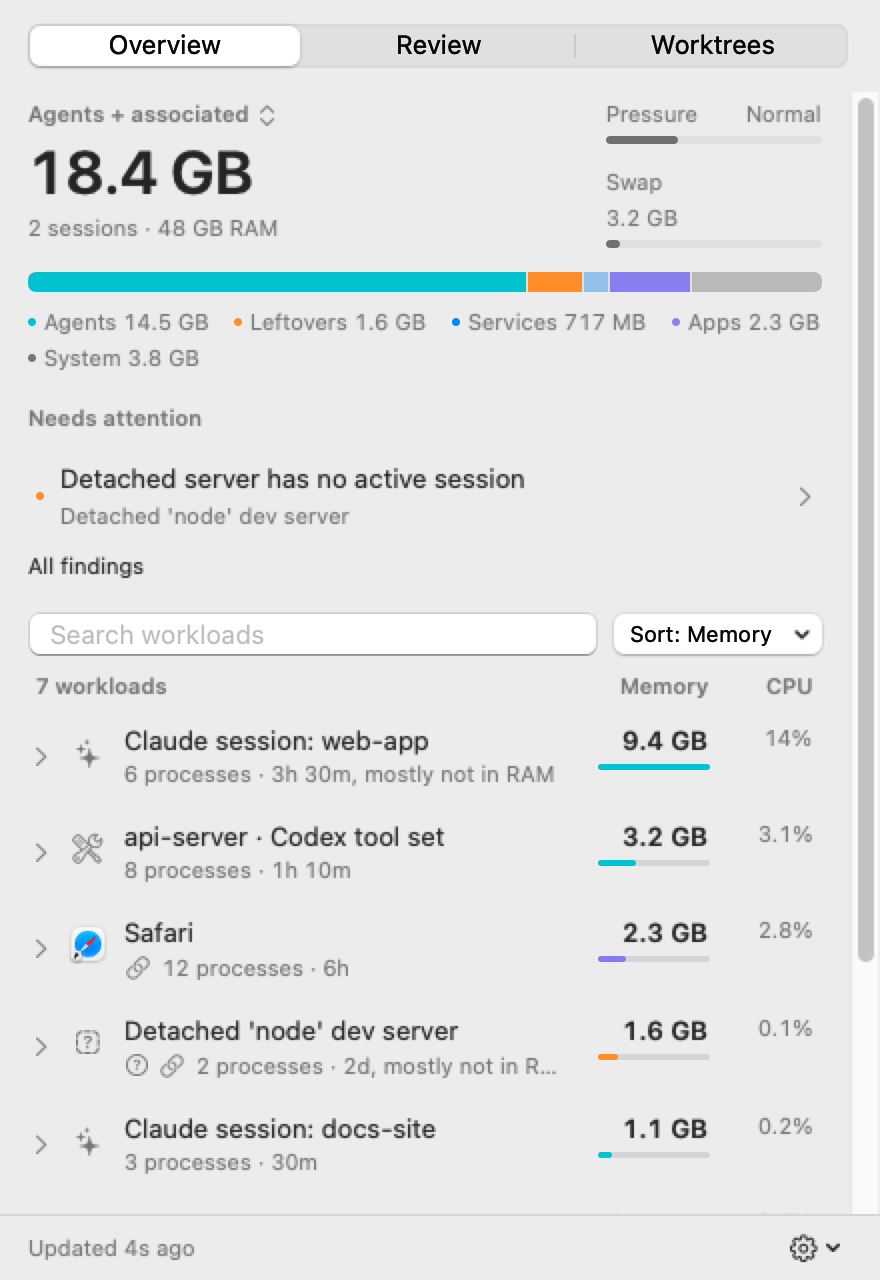 Overview Review Worktrees
Agents + associated Pressure Normal
18.4 GB
Swap
3.2 GB
2 sessions · 48 GB RAM
Agents 14.5 GB Leftovers 1.6 GB Services 717 MB Apps 2.3 GB
System 3.8 GB
Needs attention
Detached server has no active session
Detached 'node' dev server
All findings
Search workloads Sort: Memory
7 workloads Memory CPU
Claude session: web-app 9.4 GB 14%
6 processes · 3h 30m, mostly not in RAM
api-server · Codex tool set 3.2 GB 3.1%
8 processes · 1h 10m
Safari 2.3 GB 2.8%
12 processes · 6h
Detached 'node' dev server 1.6 GB 0.1%
2 processes · 2d, mostly not in R...
Claude session: docs-site 1.1 GB 0.2%
3 processes · 30m
Updated 4s ago